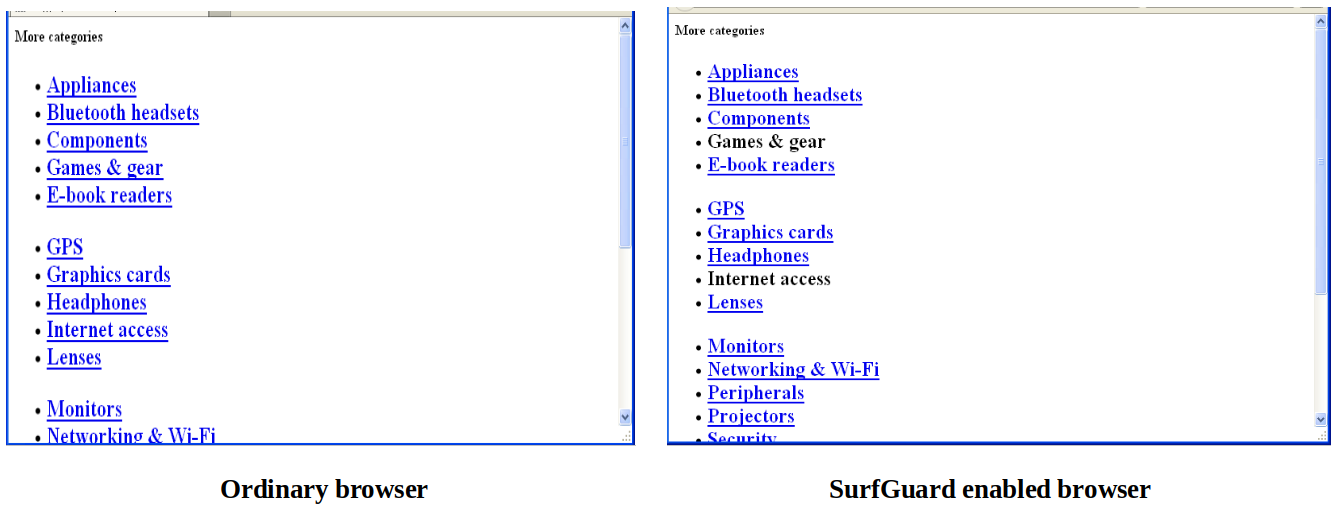 More categories
Appliances
Bluetooth headsets
Components
Games & gear
E-book readers
GPS
Graphics cards
Headphones
Internet access
Lenses
Monitors
Networking & Wi-Fi
Ordinary browser
More categories
Appliances
Bluetooth headsets
Components
Games & gear
E-book readers
GPS
Graphics cards
Headphones
Internet access
Lenses
Monitors
Networking & Wi-Fi
Peripherals
Projectors
Security
SurfGuard enabled browser